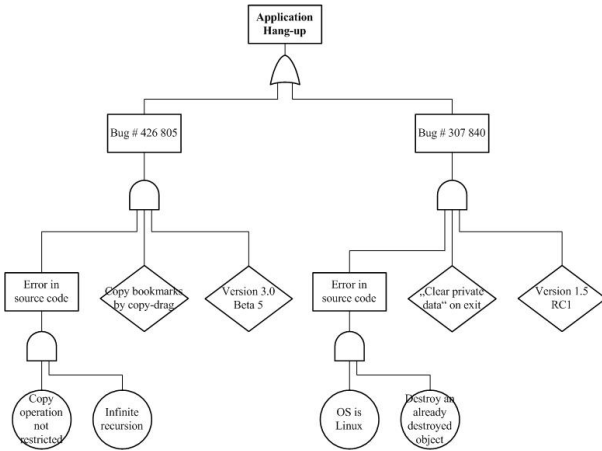 Application
Hang-up
Bug # 426 805
Bug # 307 840
Error in
source code
Copy bookmarks
by copy-drag
Version 3.0
Beta 5
Error in
source code
„Clear private
data“ on exit
Version 1.5
RC1
Copy
operation
not
restricted
Infinite
recursion
OS is
Linux
Destroy an
already
destroyed
object